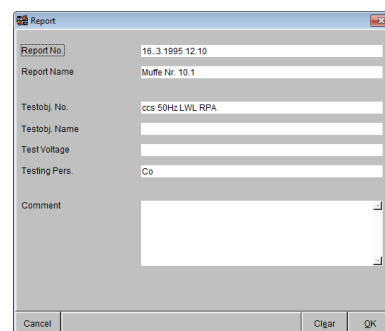 Report
Report No. 16..3.1995 12.10
Report Name Muffe Nr. 10.1
Testobj. No. ccs 50Hz LWL RPA
Testobj. Name
Test Voltage
Testing Pers. Co
Comment
Cancel Clear OK